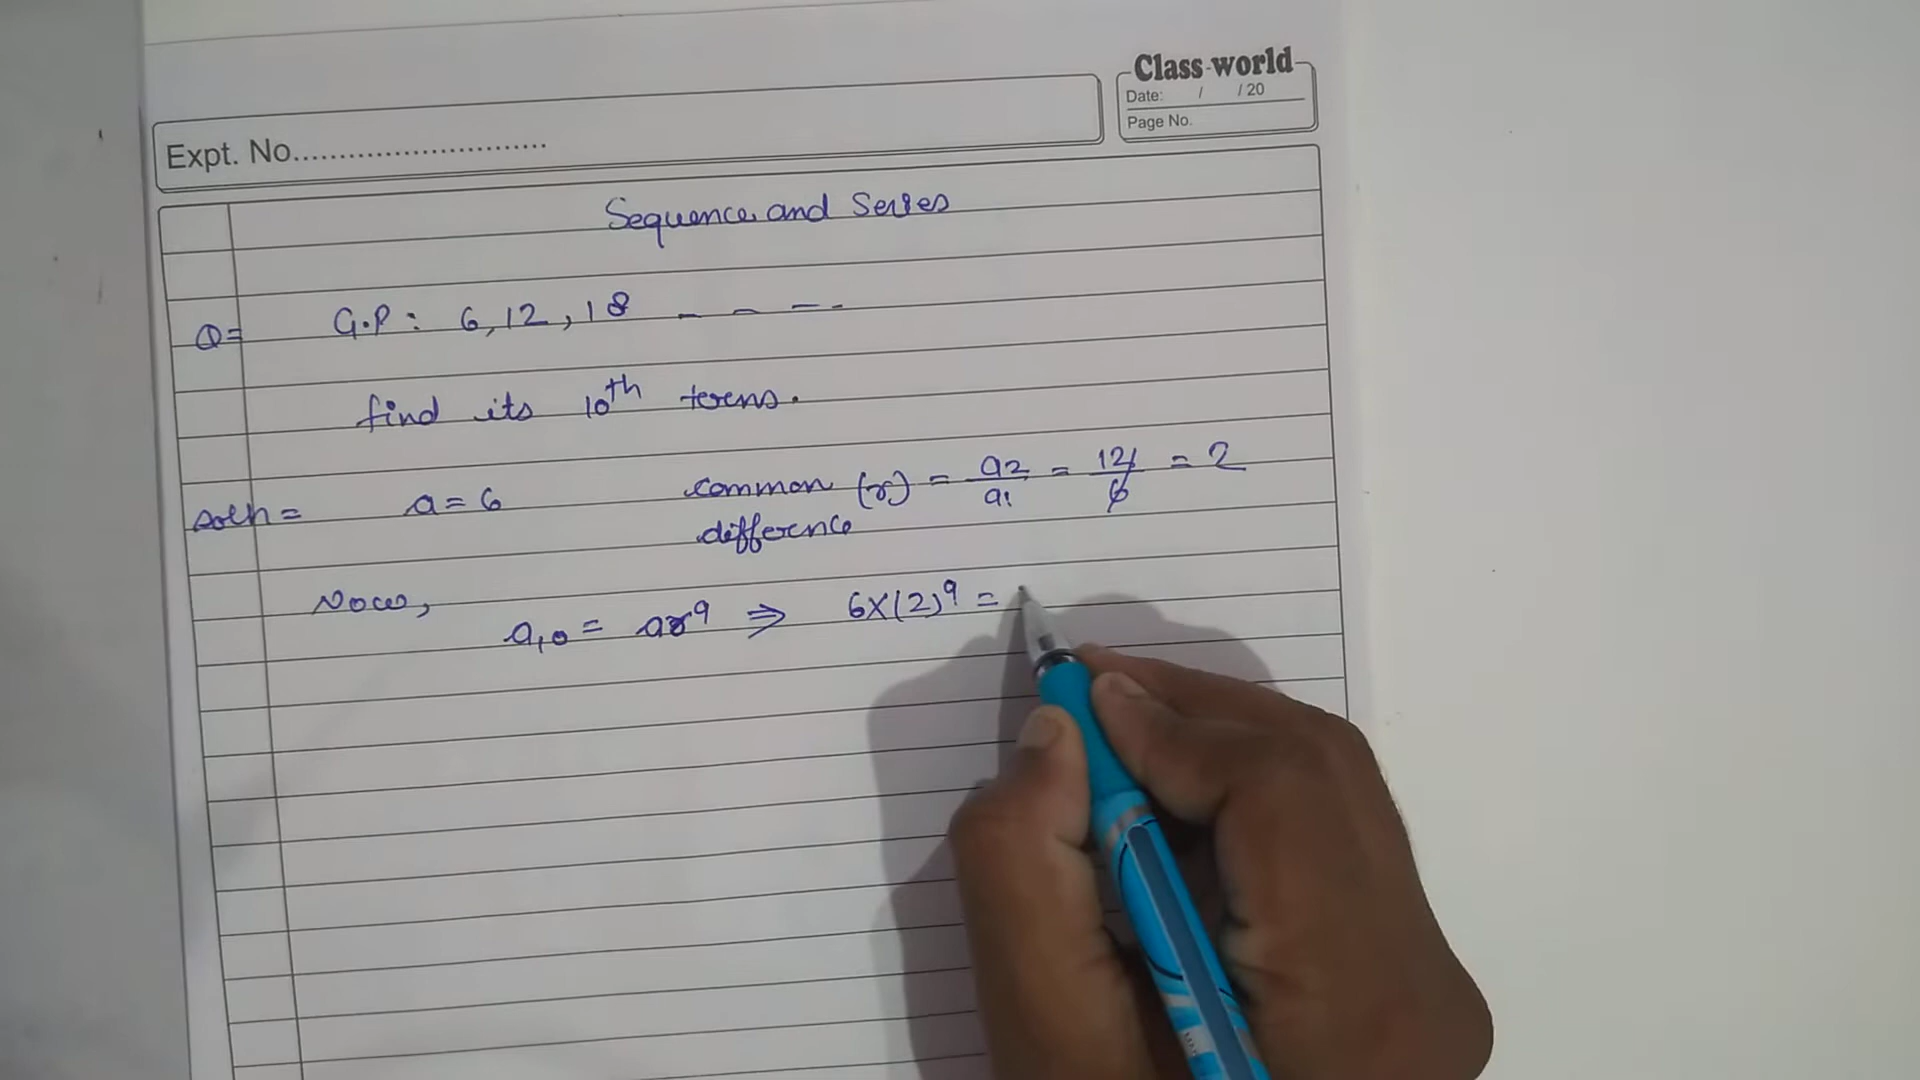 Class world
Date: / / 20
Page No.
Expt. No...........................
Sequence and Series
Q= G.P : 6, 12, 18 - - - -
find its 10th terms.
soln = a = 6 common (r) = a2/a1 = 12/6 = 2
difference
Now,
a10 = ar⁹ ⇒ 6×(2)⁹ =